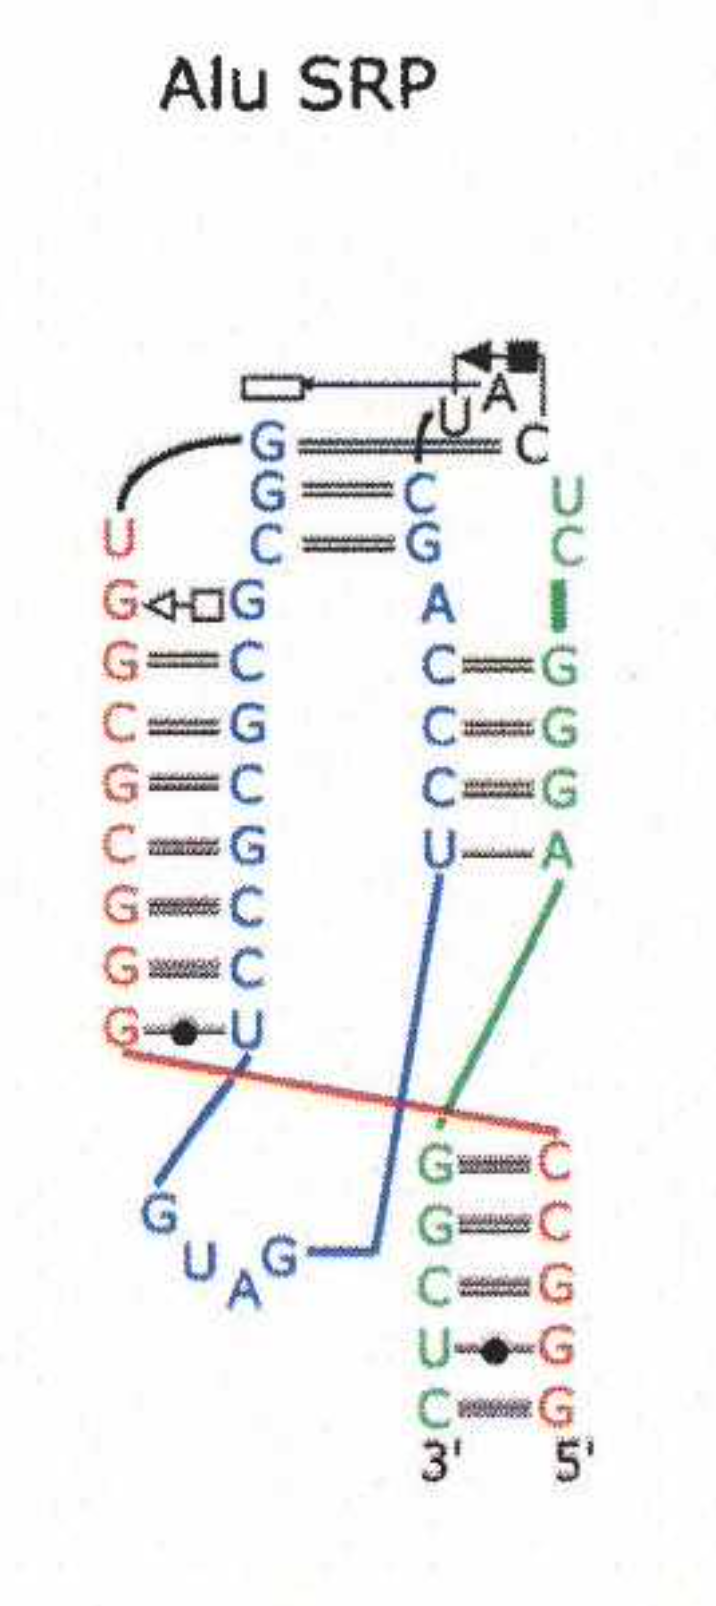 Alu SRP
U A
G C
G C U
U C G C
G G A
G C C G
C G C G
G C C G
C G U A
G C
G C
G U
G C
G G C
U A G
C G
U G
C G
3' 5'